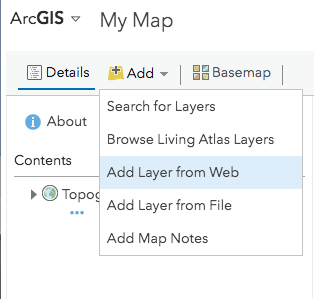 ArcGIS My Map
Details Add Basemap
Search for Layers
About
Browse Living Atlas Layers
Contents
Add Layer from Web
Topog
Add Layer from File
Add Map Notes